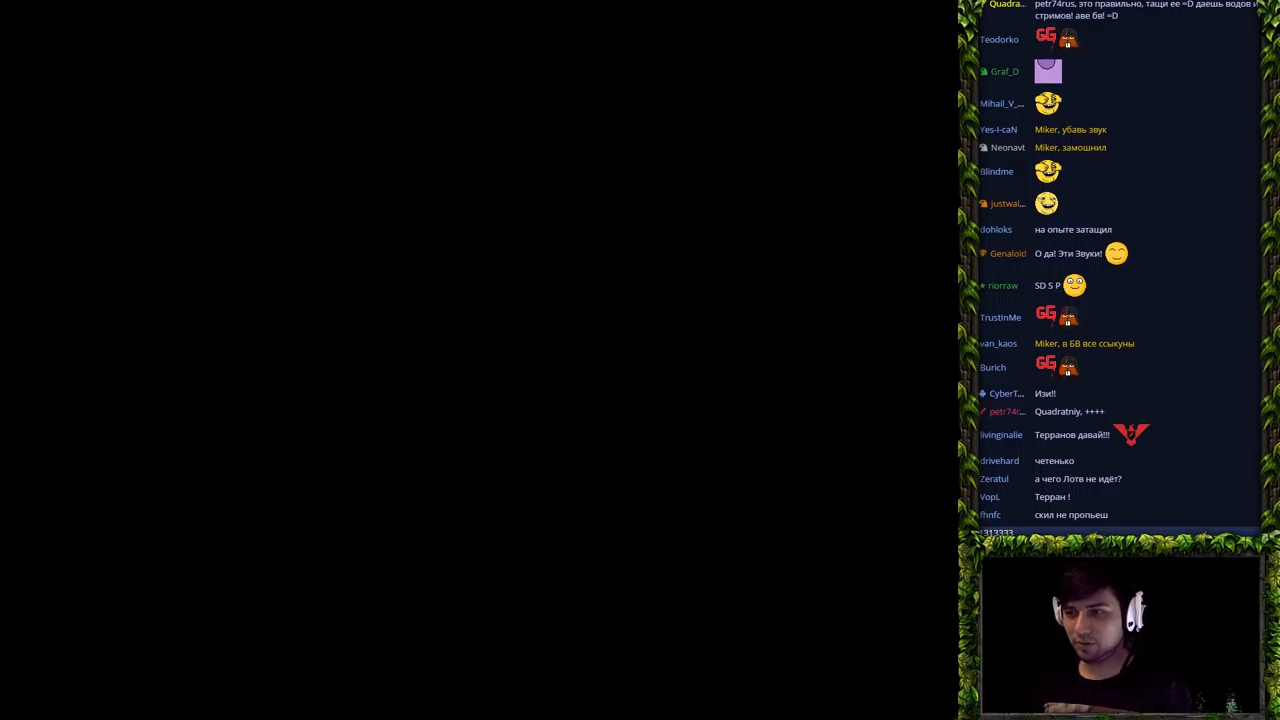 Quadra... petr74rus, это правильно, тащи ее =D даешь водов и
стримов! аве бв! =D
Teodorko GG
Graf_D
Mihail_V_...
Yes-I-caN Miker, убавь звук
Neonavt Miker, замошнил
Blindme
justwal...
dohloks на опыте затащил
Genaloid О да! Эти Звуки!
riorraw SD S P
TrustInMe GG
van_kaos Miker, в БВ все ссыкуны
Burich GG
CyberT... Изи!!
petr74r... Quadratniy, ++++
livinginalie Терранов давай!!!
drivehard четенько
Zeratul а чего Лотв не идёт?
VopL Терран !
fhnfc скил не пропьеш
1313333